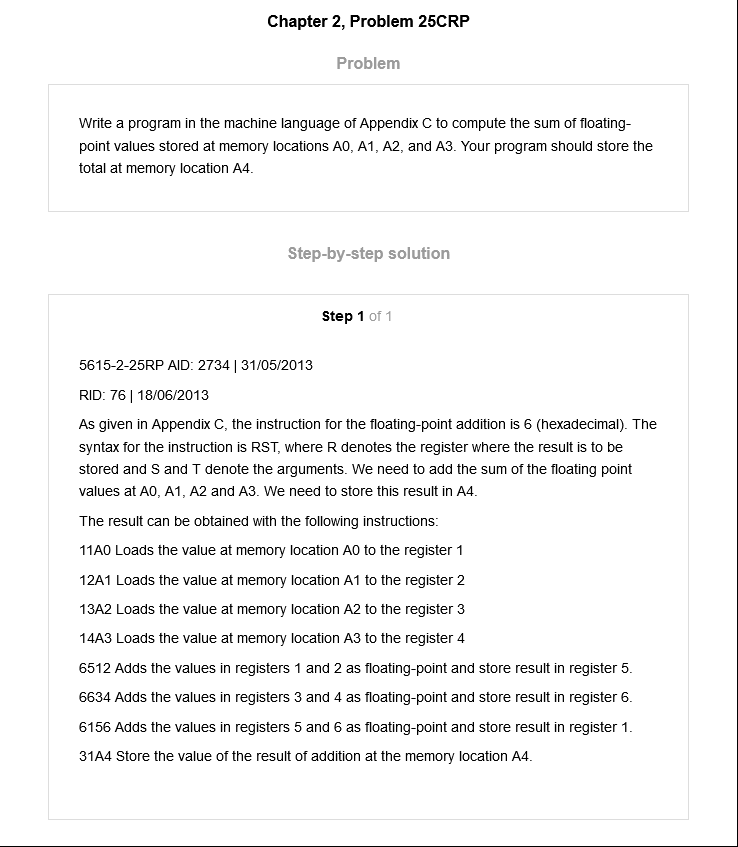 Chapter 2, Problem 25CRP
Problem
Write a program in the machine language of Appendix C to compute the sum of floating-
point values stored at memory locations A0, A1, A2, and A3. Your program should store the
total at memory location A4.
Step-by-step solution
Step 1 of 1
5615-2-25RP AID: 2734 | 31/05/2013
RID: 76 | 18/06/2013
As given in Appendix C, the instruction for the floating-point addition is 6 (hexadecimal). The
syntax for the instruction is RST, where R denotes the register where the result is to be
stored and S and T denote the arguments. We need to add the sum of the floating point
values at A0, A1, A2 and A3. We need to store this result in A4.
The result can be obtained with the following instructions:
11A0 Loads the value at memory location A0 to the register 1
12A1 Loads the value at memory location A1 to the register 2
13A2 Loads the value at memory location A2 to the register 3
14A3 Loads the value at memory location A3 to the register 4
6512 Adds the values in registers 1 and 2 as floating-point and store result in register 5.
6634 Adds the values in registers 3 and 4 as floating-point and store result in register 6.
6156 Adds the values in registers 5 and 6 as floating-point and store result in register 1.
31A4 Store the value of the result of addition at the memory location A4.